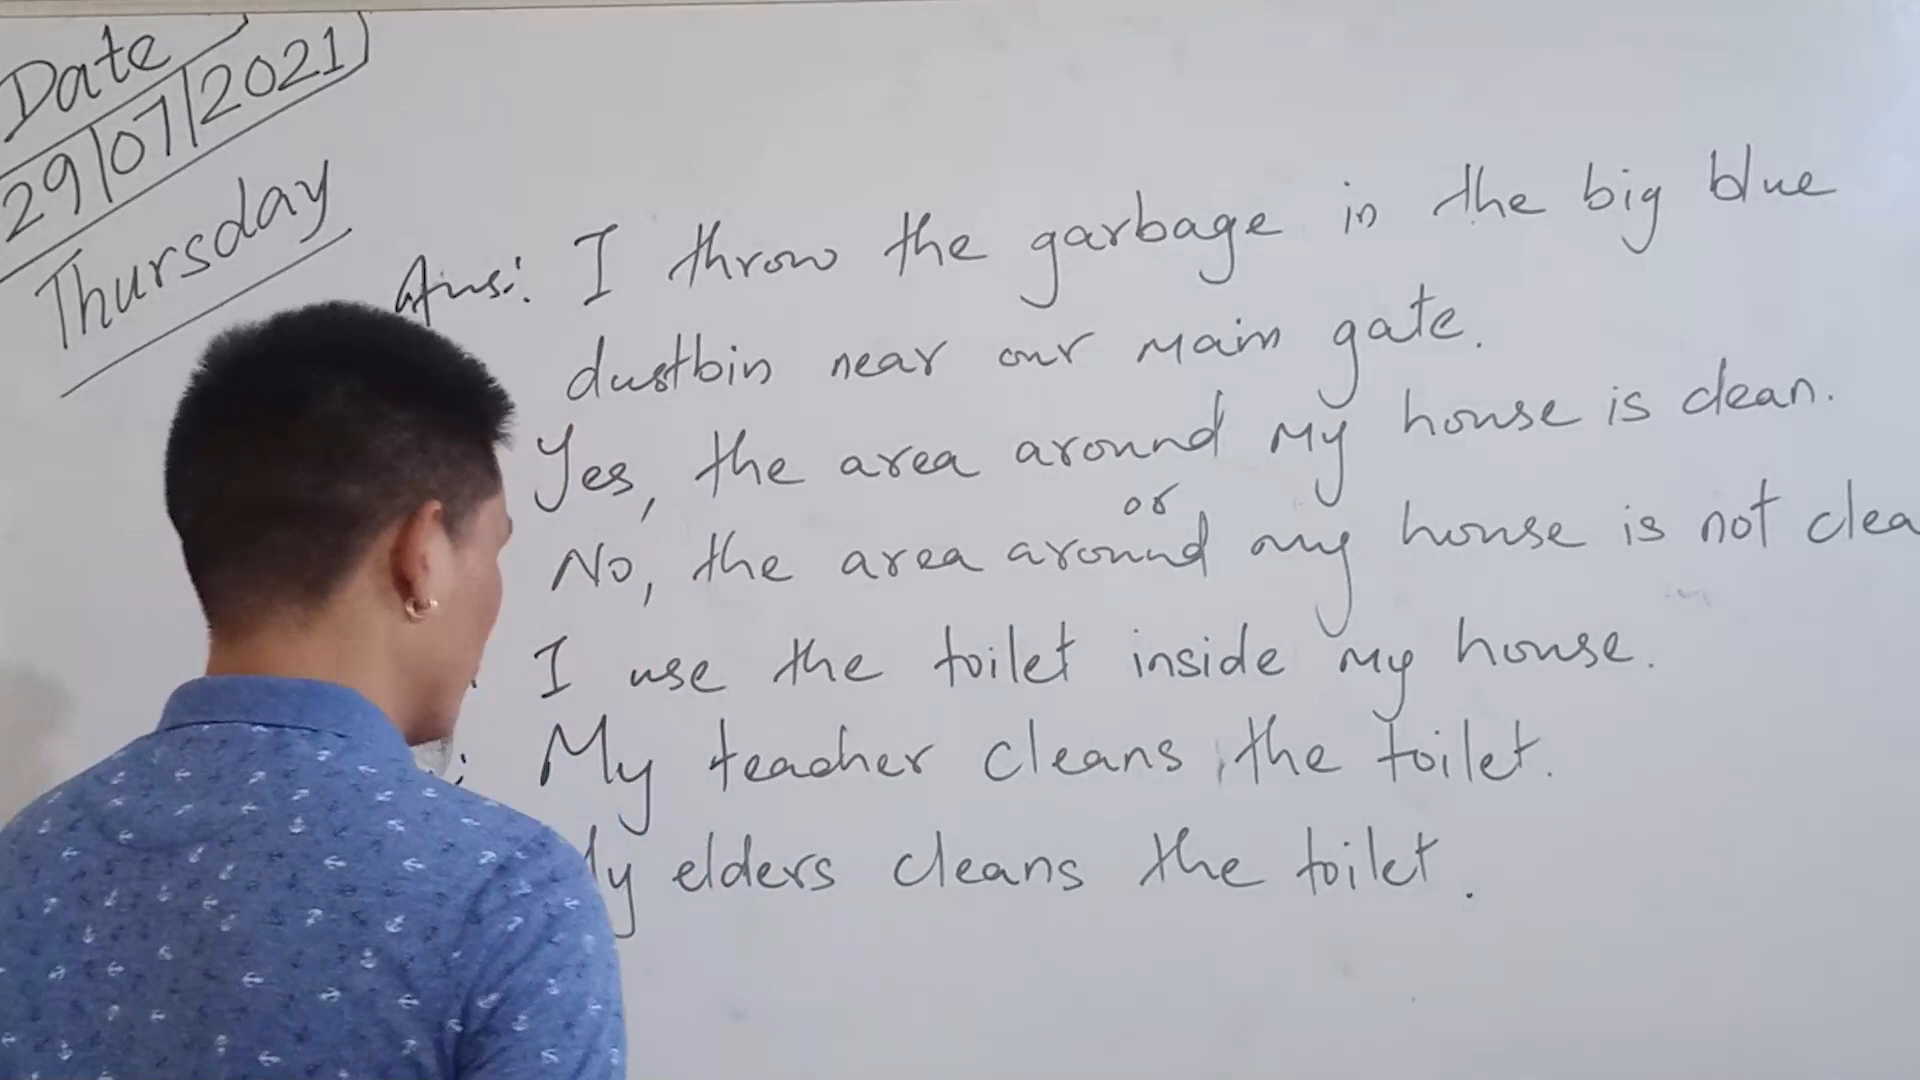 Date
29/07/2021
Thursday
Ans: I throw the garbage in the big blue
dustbin near our main gate.
Yes, the area around my house is clean.
or
No, the area around my house is not clea
I use the toilet inside my house.
: My teacher cleans the toilet.
y elders cleans the toilet.